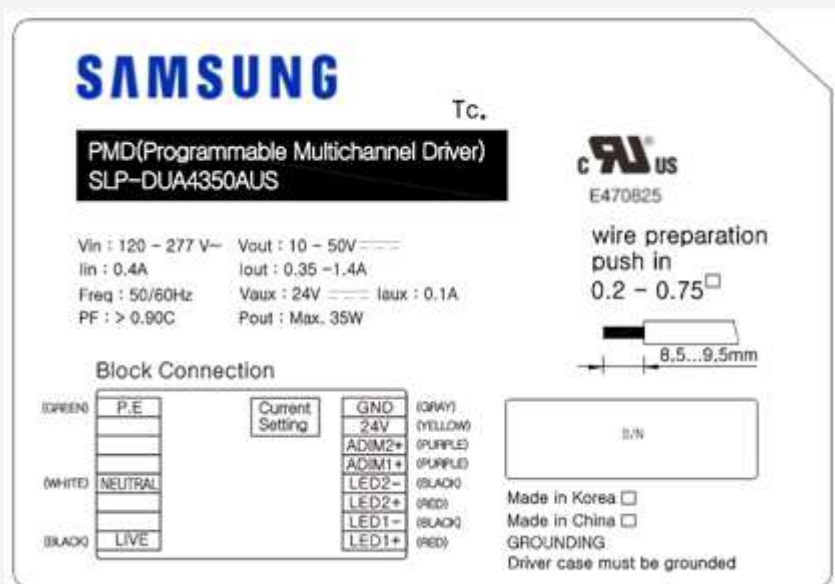 SAMSUNG
Tc.
PMD(Programmable Multichannel Driver)
SLP-DUA4350AUS
c RU US
E470825
Vin : 120 - 277 V~ Vout : 10 - 50V
Iin : 0.4A Iout : 0.35 -1.4A
Freq : 50/60Hz Vaux : 24V Iaux : 0.1A
PF : > 0.90C Pout : Max. 35W
wire preparation
push in
0.2 - 0.75□
8.5...9.5mm
Block Connection
(GREEN) P.E Current Setting GND (GRAY)
24V (YELLOW)
ADIM2+ (PURPLE)
ADIM1+ (PURPLE)
(WHITE) NEUTRAL LED2- (BLACK)
LED2+ (RED)
LED1- (BLACK)
(BLACK) LIVE LED1+ (RED)
S/N
Made in Korea □
Made in China □
GROUNDING
Driver case must be grounded